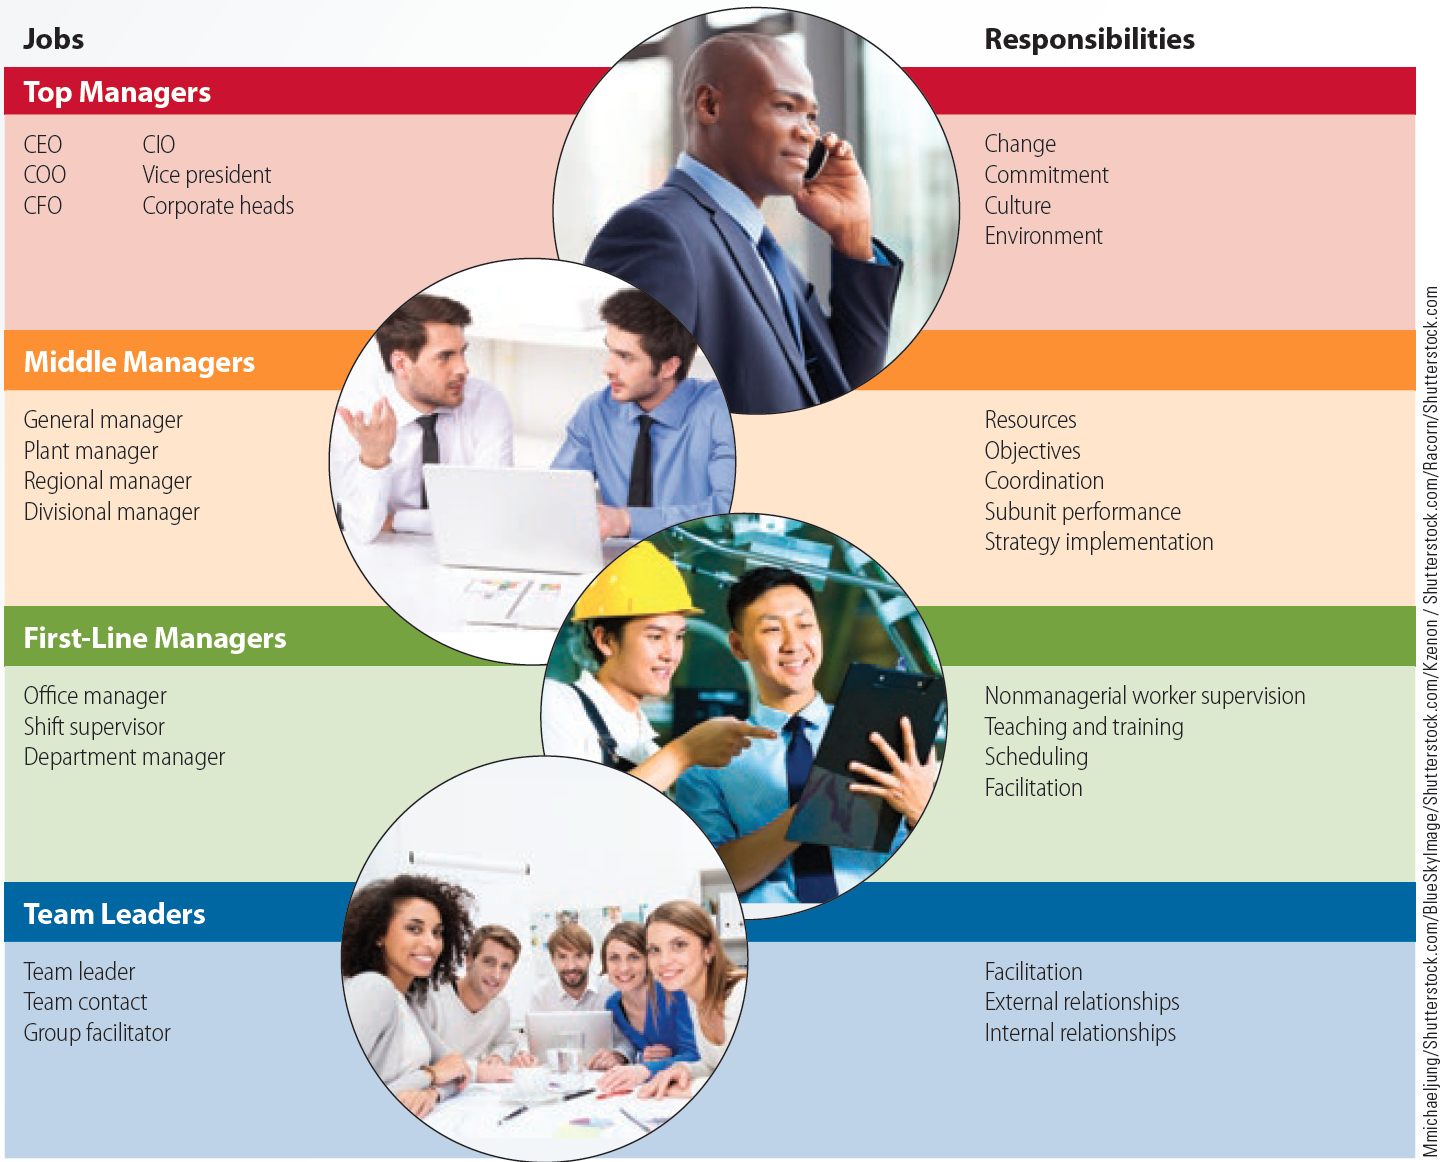 Jobs
Responsibilities
Top Managers
CEO
COO
CFO
CIO
Vice president
Corporate heads
Change
Commitment
Culture
Environment
Middle Managers
General manager
Plant manager
Regional manager
Divisional manager
Resources
Objectives
Coordination
Subunit performance
Strategy implementation
First-Line Managers
Office manager
Shift supervisor
Department manager
Nonmanagerial worker supervision
Teaching and training
Scheduling
Facilitation
Team Leaders
Team leader
Team contact
Group facilitator
Facilitation
External relationships
Internal relationships
Mmichaeljung/Shutterstock.com/BlueSkyImage/Shutterstock.com/Kzenon / Shutterstock.com/Racorn/Shutterstock.com